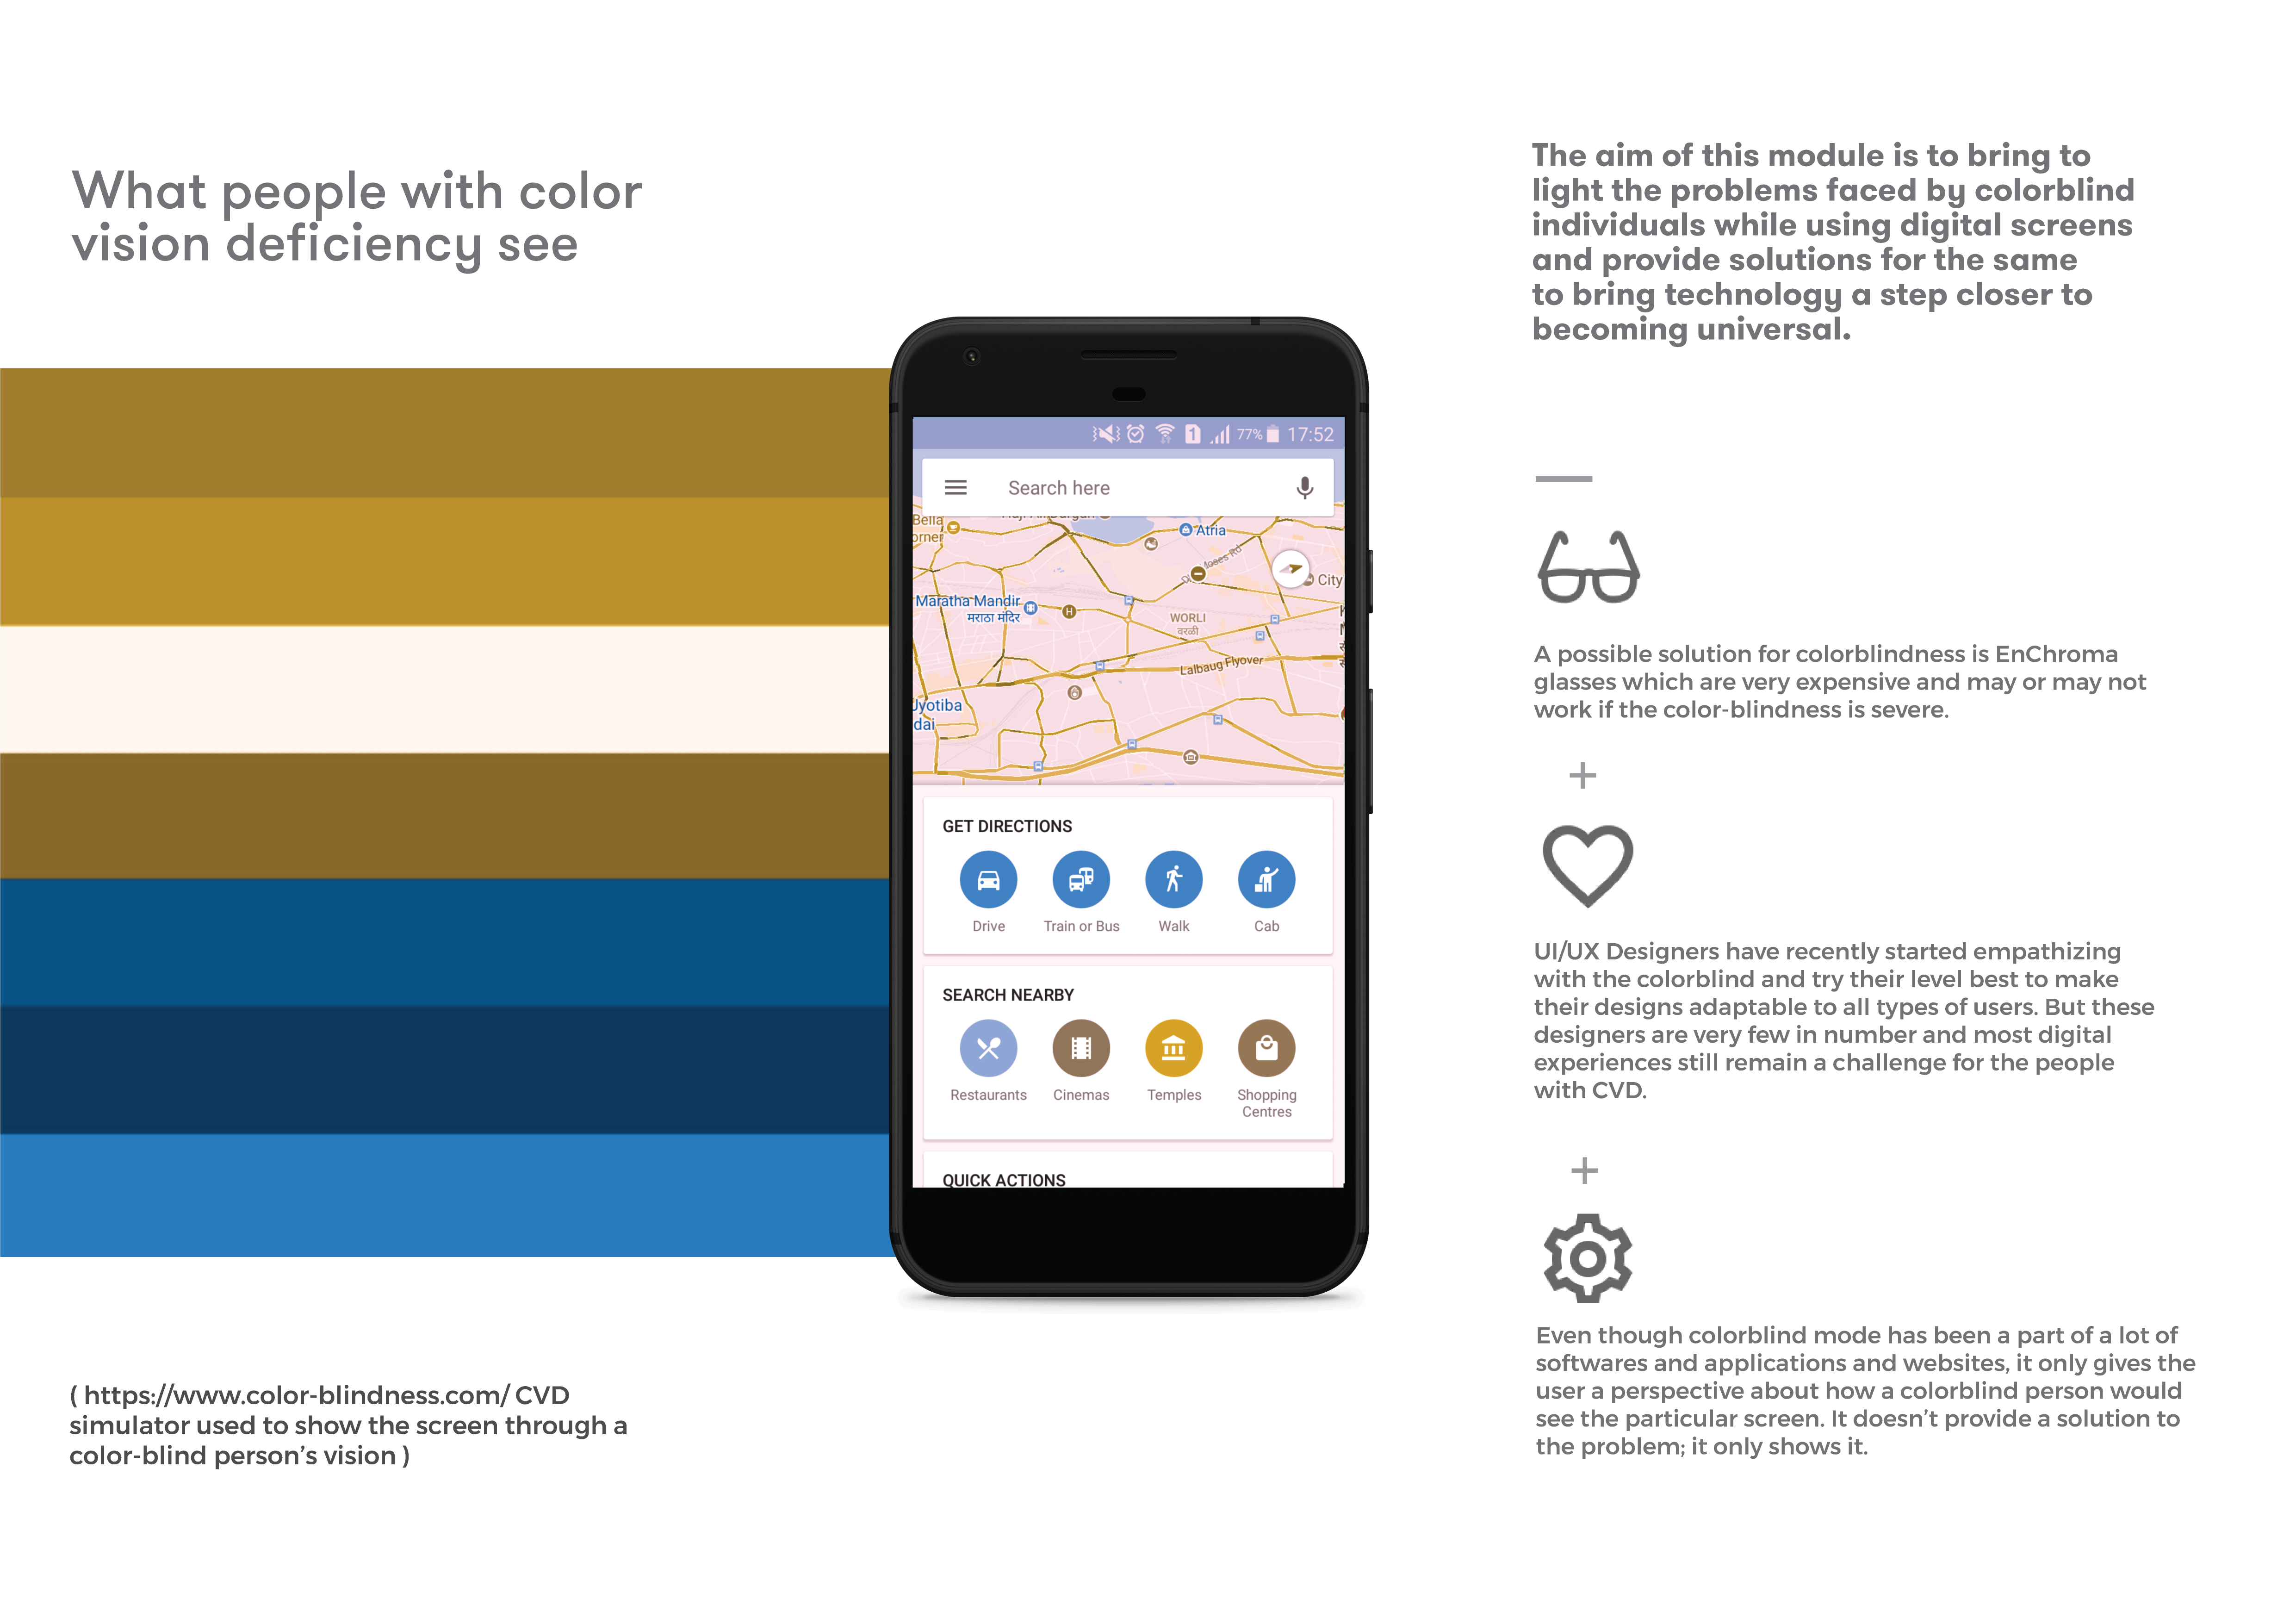 What people with color
vision deficiency see
( https://www.color-blindness.com/ CVD
simulator used to show the screen through a
color-blind person's vision )
1
77%
17:52
Search here
Bella
orner
Atria
Moses Rd
City
Maratha Mandir
मराठा मंदिर
H
WORLI
वरळी
Lalbaug Flyover
Jyotiba
dai
GET DIRECTIONS
Drive
Train or Bus
Walk
Cab
SEARCH NEARBY
Restaurants
Cinemas
Temples
Shopping
Centres
QUICK ACTIONS
The aim of this module is to bring to
light the problems faced by colorblind
individuals while using digital screens
and provide solutions for the same
to bring technology a step closer to
becoming universal.
A possible solution for colorblindness is EnChroma
glasses which are very expensive and may or may not
work if the color-blindness is severe.
+
UI/UX Designers have recently started empathizing
with the colorblind and try their level best to make
their designs adaptable to all types of users. But these
designers are very few in number and most digital
experiences still remain a challenge for the people
with CVD.
+
Even though colorblind mode has been a part of a lot of
softwares and applications and websites, it only gives the
user a perspective about how a colorblind person would
see the particular screen. It doesn't provide a solution to
the problem; it only shows it.